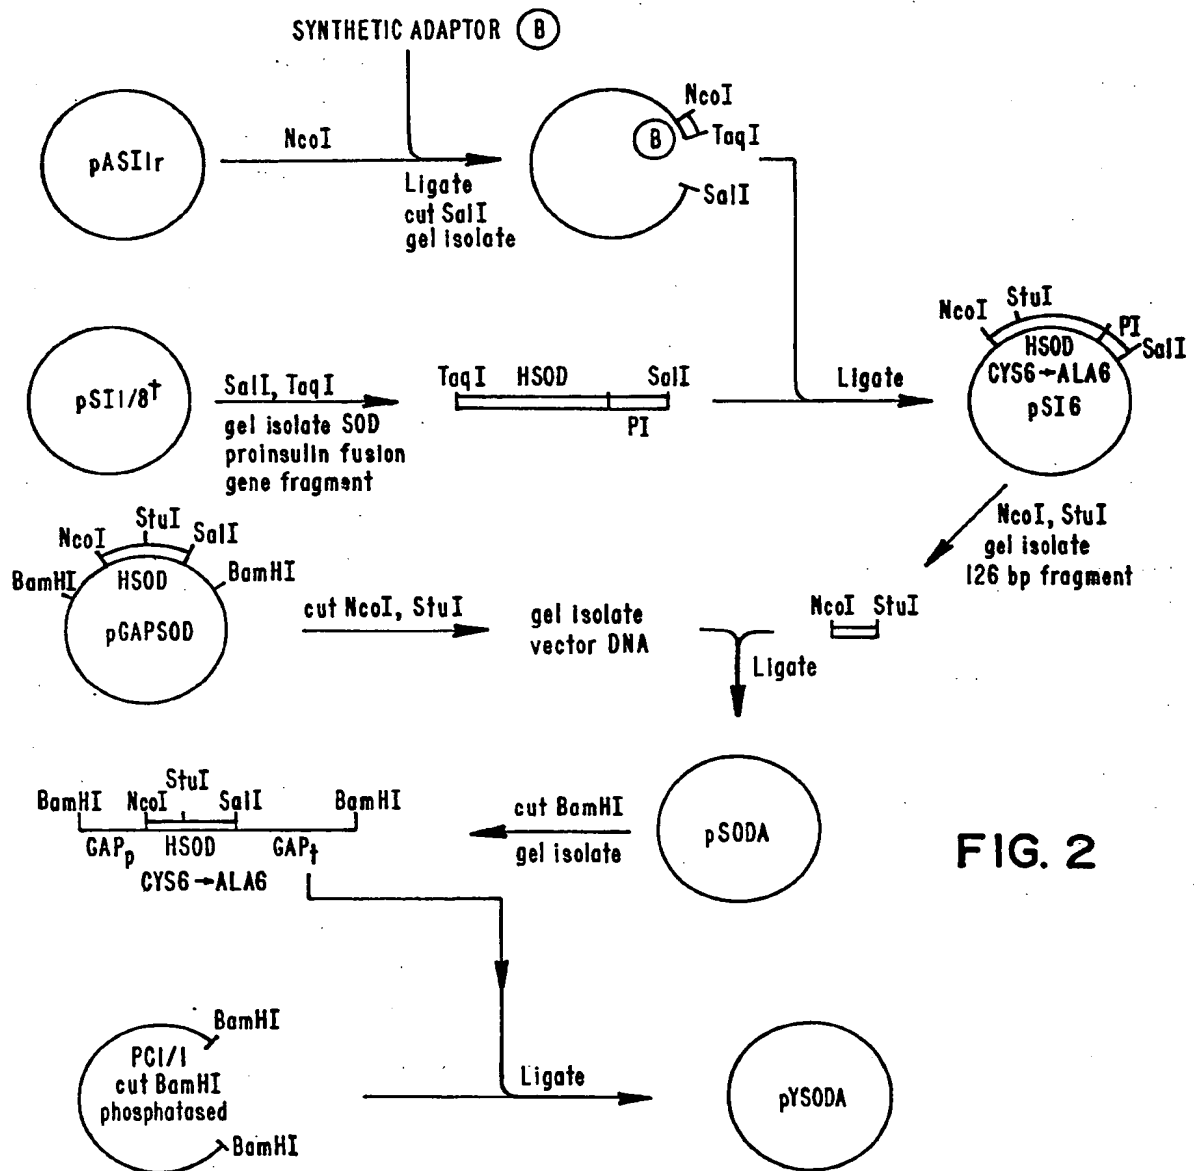 SYNTHETIC ADAPTOR B
pASI1r
NcoI
Ligate
cut SalI
gel isolate
NcoI
B
TaqI
SalI
pSI1/8†
SalI, TaqI
gel isolate SOD
proinsulin fusion
gene fragment
TaqI HSOD SalI
PI
Ligate
NcoI StuI PI SalI
HSOD
CYS6→ALA6
pSI6
NcoI, StuI
gel isolate
126 bp fragment
NcoI StuI
BamHI NcoI StuI SalI BamHI
HSOD
pGAPSOD
cut NcoI, StuI
gel isolate
vector DNA
Ligate
pSODA
cut BamHI
gel isolate
BamHI NcoI StuI SalI BamHI
GAPp HSOD GAPt
CYS6→ALA6
FIG. 2
BamHI
PC1/1
cut BamHI
phosphatased
BamHI
Ligate
pYSODA